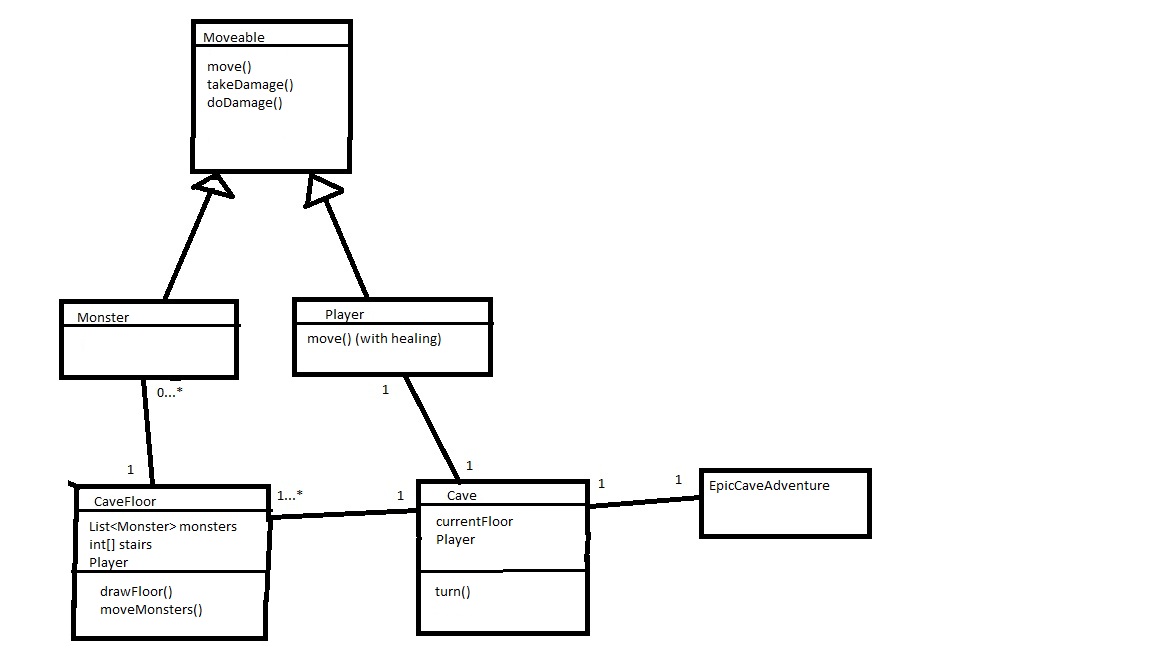 Moveable
move()
takeDamage()
doDamage()
Monster
Player
move() (with healing)
0...*
1
1
1
CaveFloor
List<Monster> monsters
int[] stairs
Player
drawFloor()
moveMonsters()
1...*
1
Cave
currentFloor
Player
turn()
1
1
EpicCaveAdventure